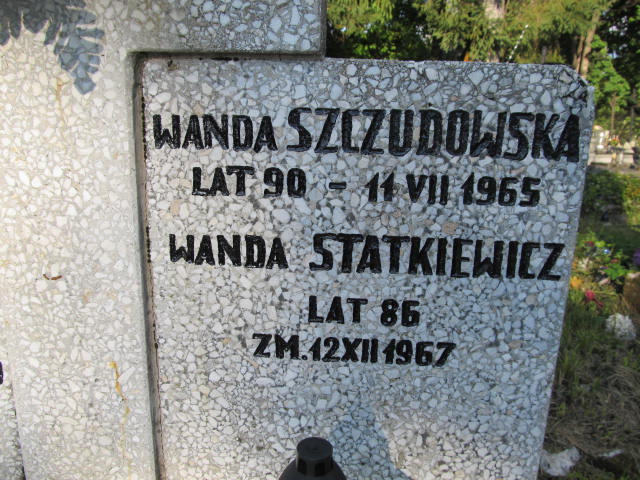 WANDA SZCZUDOWSKA
LAT 90 - 11 VII 1965
WANDA STATKIEWICZ
LAT 86
ZM. 12 XII 1967